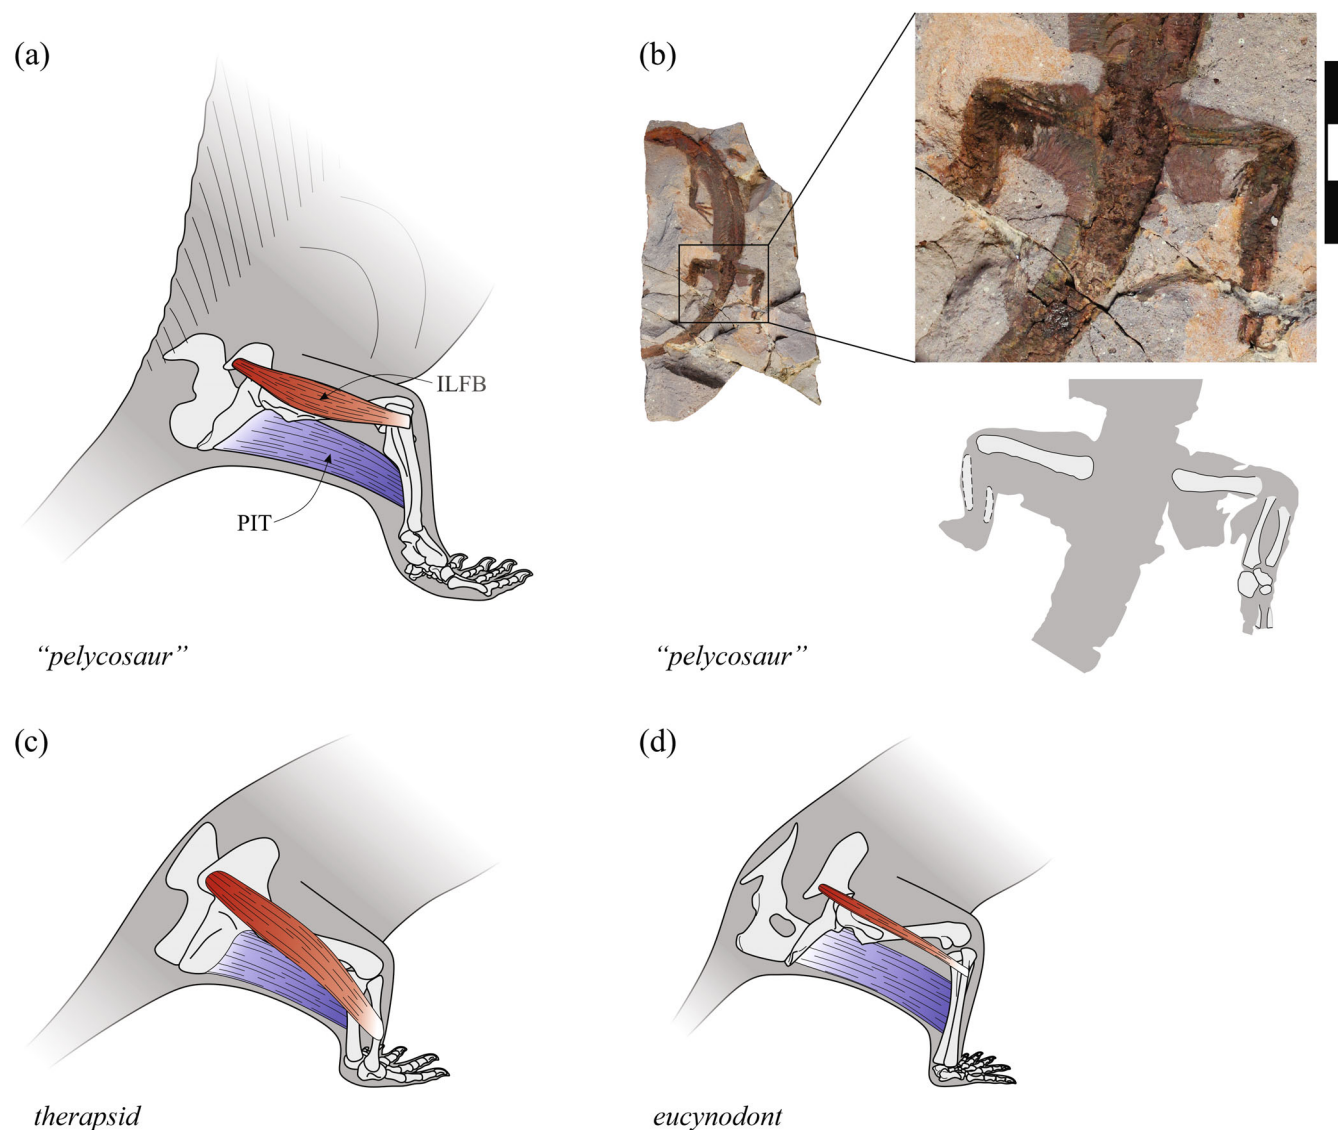 (a)
(b)
ILFB
PIT
“pelycosaur”
“pelycosaur”
(c)
(d)
therapsid
eucynodont